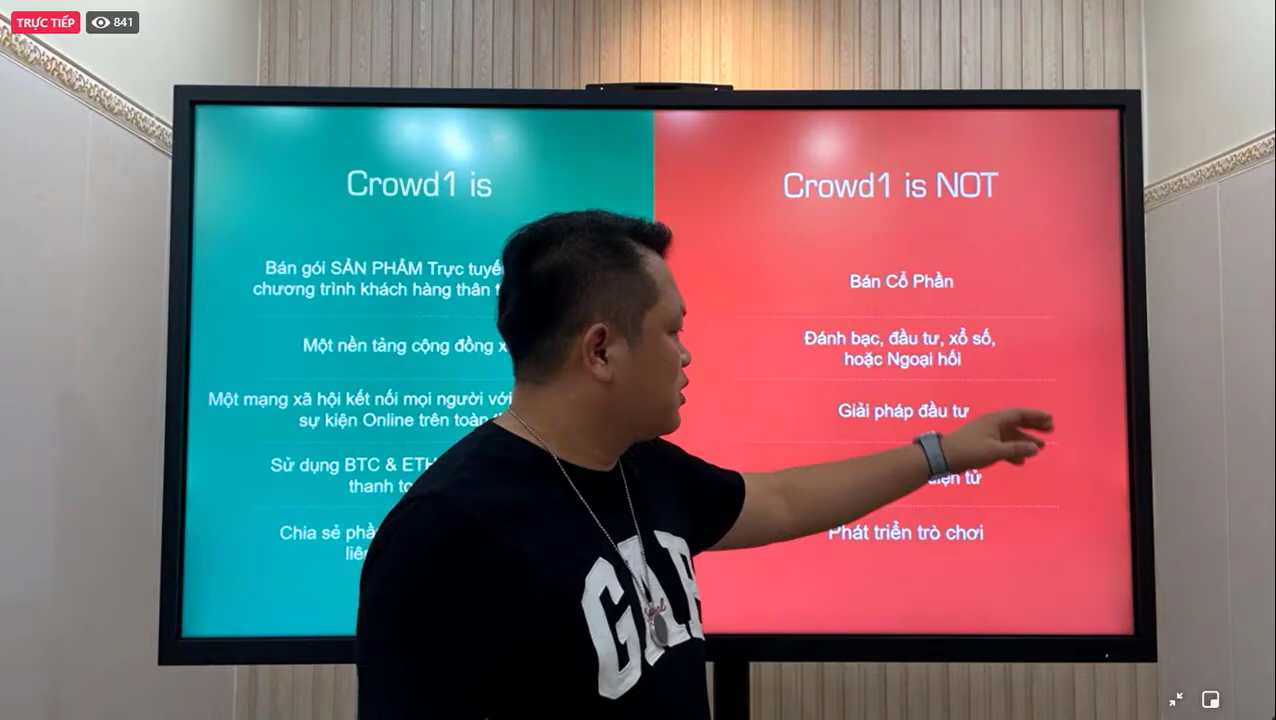 TRỰC TIẾP
841
Crowd1 is
Bán gói SẢN PHẨM Trực tuyế
chương trình khách hàng thân
Một nền tảng cộng đồng
Một mạng xã hội kết nối mọi người với
sự kiện Online trên toàn
Sử dụng BTC & ETH
thanh
Chia sẻ
Crowd1 is NOT
Bán Cổ Phần
Đánh bạc, đầu tư, xổ số,
hoặc Ngoại hối
Giải pháp đầu tư
điện tử
Phát triển trò chơi
GAP